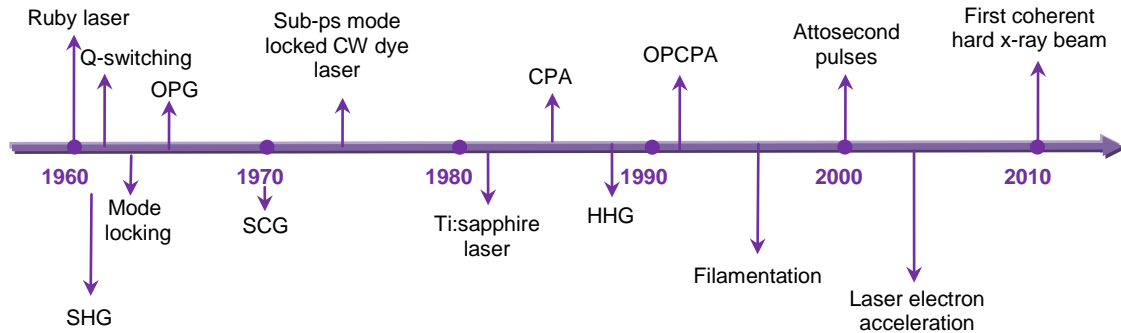 Ruby laser
Q-switching
OPG
Sub-ps mode
locked CW dye
laser
CPA
OPCPA
Attosecond
pulses
First coherent
hard x-ray beam
1960
1970
1980
1990
2000
2010
SHG
Mode
locking
SCG
Ti:sapphire
laser
HHG
Filamentation
Laser electron
acceleration